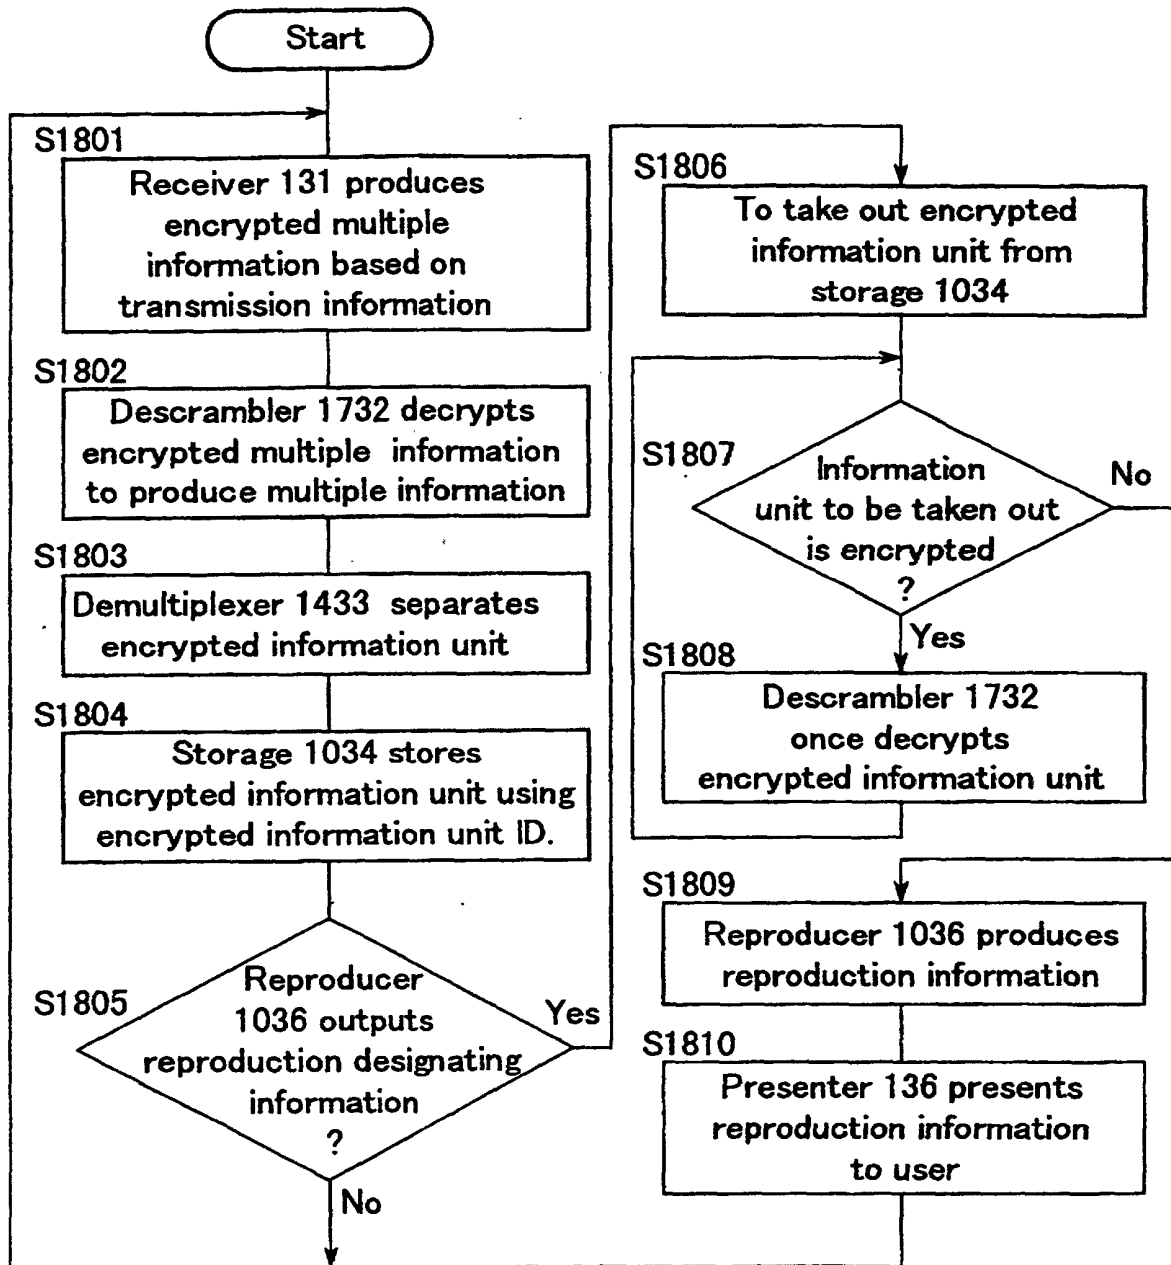 Start
S1801
Receiver 131 produces
encrypted multiple
information based on
transmission information
S1802
Descrambler 1732 decrypts
encrypted multiple information
to produce multiple information
S1803
Demultiplexer 1433 separates
encrypted information unit
S1804
Storage 1034 stores
encrypted information unit using
encrypted information unit ID.
S1805
Reproducer
1036 outputs
reproduction designating
information
?
Yes
No
S1806
To take out encrypted
information unit from
storage 1034
S1807
Information
unit to be taken out
is encrypted
?
No
Yes
S1808
Descrambler 1732
once decrypts
encrypted information unit
S1809
Reproducer 1036 produces
reproduction information
S1810
Presenter 136 presents
reproduction information
to user